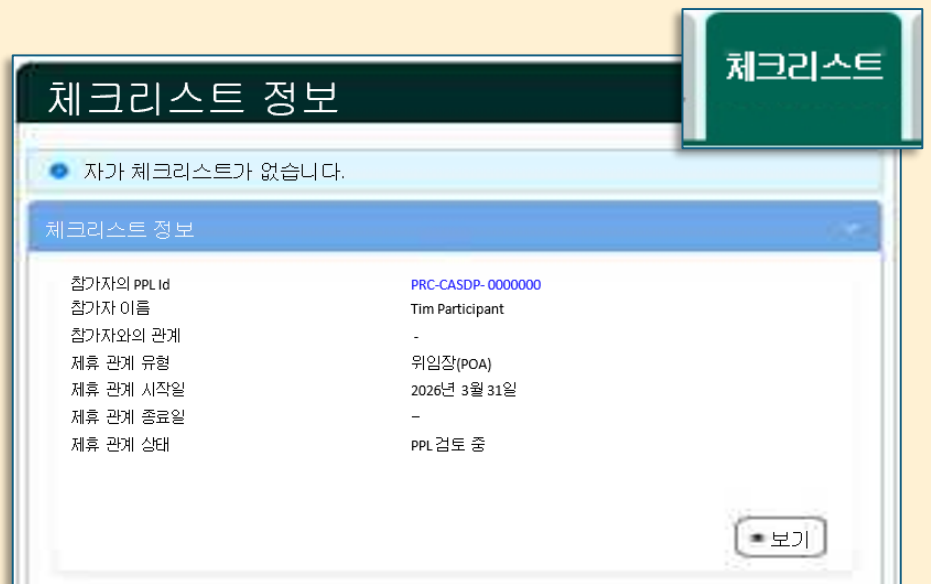 체크리스트
체크리스트 정보
자가 체크리스트가 없습니다.
체크리스트 정보
참가자의 PPL Id PRC-CASDP- 0000000
참가자 이름 Tim Participant
참가자와의 관계 -
제휴 관계 유형 위임장(POA)
제휴 관계 시작일 2026년 3월 31일
제휴 관계 종료일 –
제휴 관계 상태 PPL 검토 중
보기